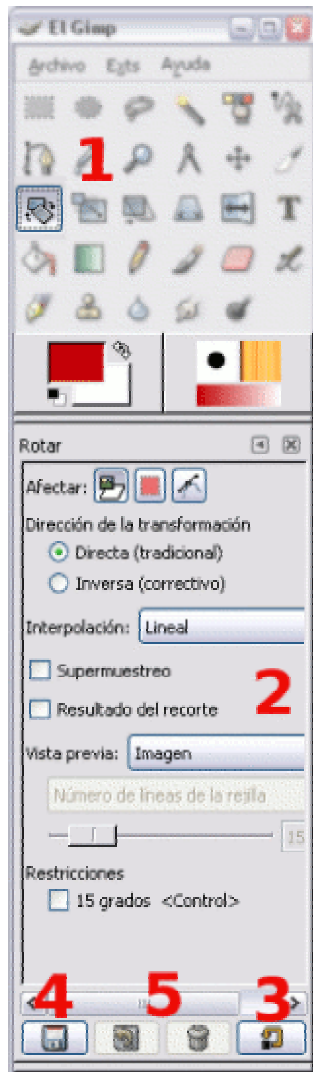 El Gimp
Archivo Exts Ayuda
1
T
Rotar
Afectar:
Dirección de la transformación
Directa (tradicional)
Inversa (correctivo)
Interpolación: Lineal
Supermuestreo
2
Resultado del recorte
Vista previa: Imagen
Número de líneas de la rejilla
15
Restricciones
15 grados <Control>
4 5 3